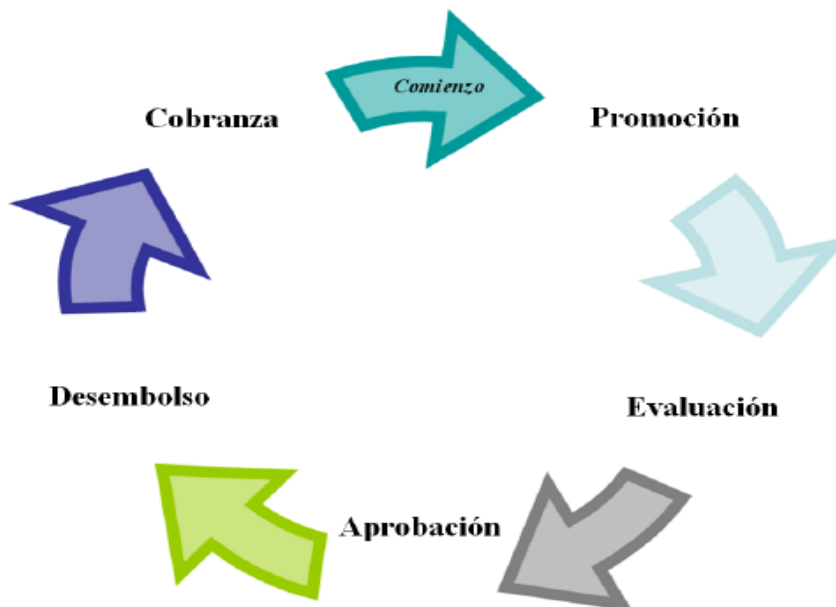 Comienzo
Cobranza
Promoción
Desembolso
Evaluación
Aprobación